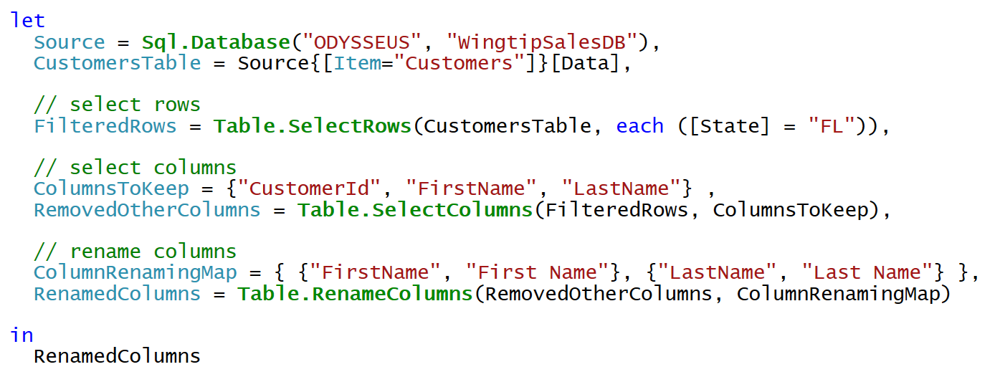 let
  Source = Sql.Database("ODYSSEUS", "WingtipSalesDB"),
  CustomersTable = Source{[Item="Customers"]}[Data],
  // select rows
  FilteredRows = Table.SelectRows(CustomersTable, each ([State] = "FL")),
  // select columns
  ColumnsToKeep = {"CustomerId", "FirstName", "LastName"} ,
  RemovedOtherColumns = Table.SelectColumns(FilteredRows, ColumnsToKeep),
  // rename columns
  ColumnRenamingMap = { {"FirstName", "First Name"}, {"LastName", "Last Name"} },
  RenamedColumns = Table.RenameColumns(RemovedOtherColumns, ColumnRenamingMap)
in
  RenamedColumns